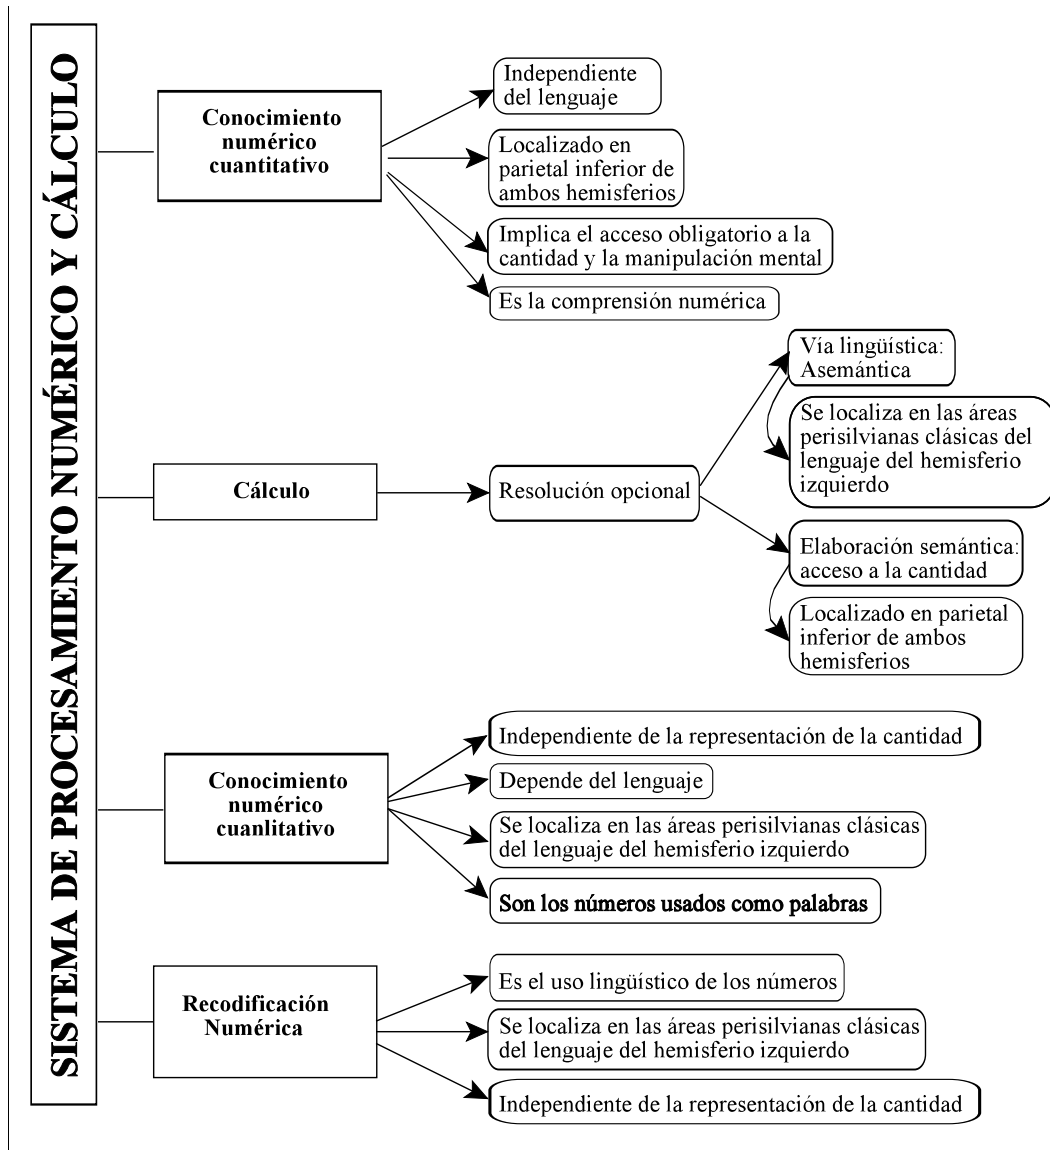 SISTEMA DE PROCESAMIENTO NUMÉRICO Y CÁLCULO
Conocimiento
numérico
cuantitativo
Independiente
del lenguaje
Localizado en
parietal inferior de
ambos hemisferios
Implica el acceso obligatorio a la
cantidad y la manipulación mental
Es la comprensión numérica
Cálculo
Resolución opcional
Vía lingüística:
Asemántica
Se localiza en las áreas
perisilvianas clásicas del
lenguaje del hemisferio
izquierdo
Elaboración semántica:
acceso a la cantidad
Localizado en parietal
inferior de ambos
hemisferios
Conocimiento
numérico
cuanlitativo
Independiente de la representación de la cantidad
Depende del lenguaje
Se localiza en las áreas perisilvianas clásicas
del lenguaje del hemisferio izquierdo
Son los números usados como palabras
Recodificación
Numérica
Es el uso lingüístico de los números
Se localiza en las áreas perisilvianas clásicas
del lenguaje del hemisferio izquierdo
Independiente de la representación de la cantidad